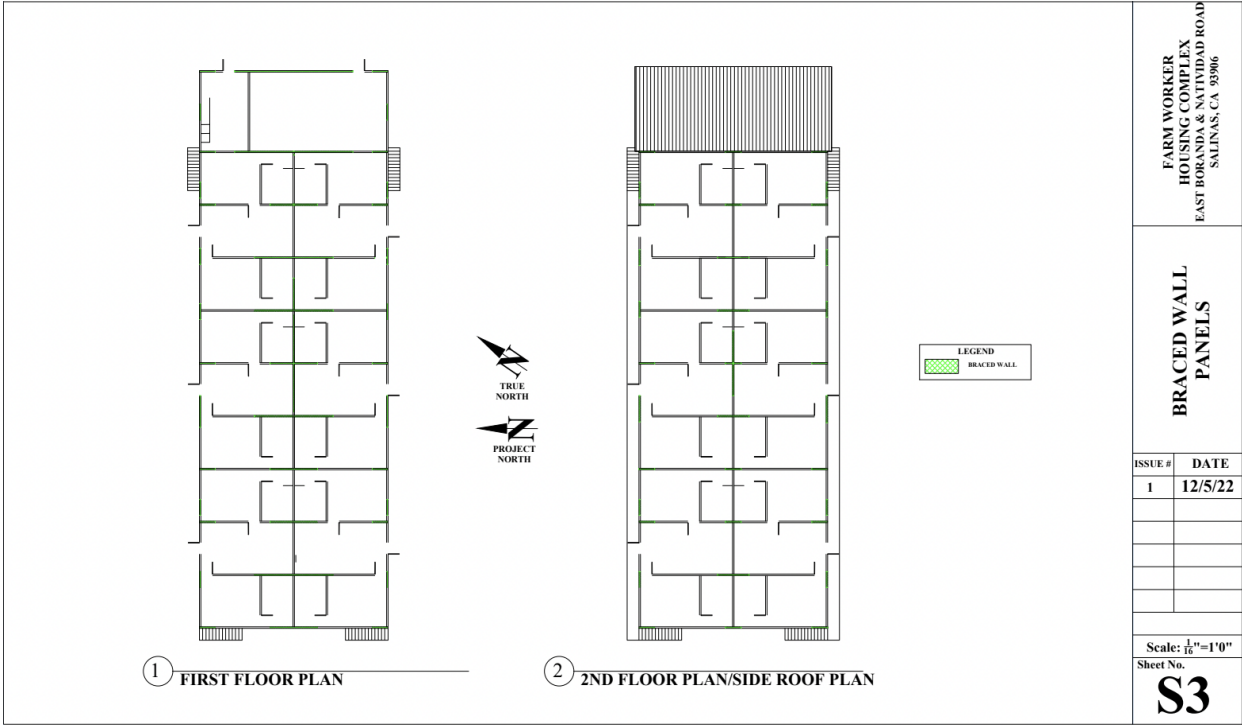 FARM WORKER
HOUSING COMPLEX
EAST BORANDA & NATIVIDAD ROAD
SALINAS, CA 93906
BRACED WALL
PANELS
ISSUE # DATE
1 12/5/22
Scale: 1/16"=1'0"
Sheet No.
S3
LEGEND
BRACED WALL
N
TRUE
NORTH
N
PROJECT
NORTH
1 FIRST FLOOR PLAN
2 2ND FLOOR PLAN/SIDE ROOF PLAN